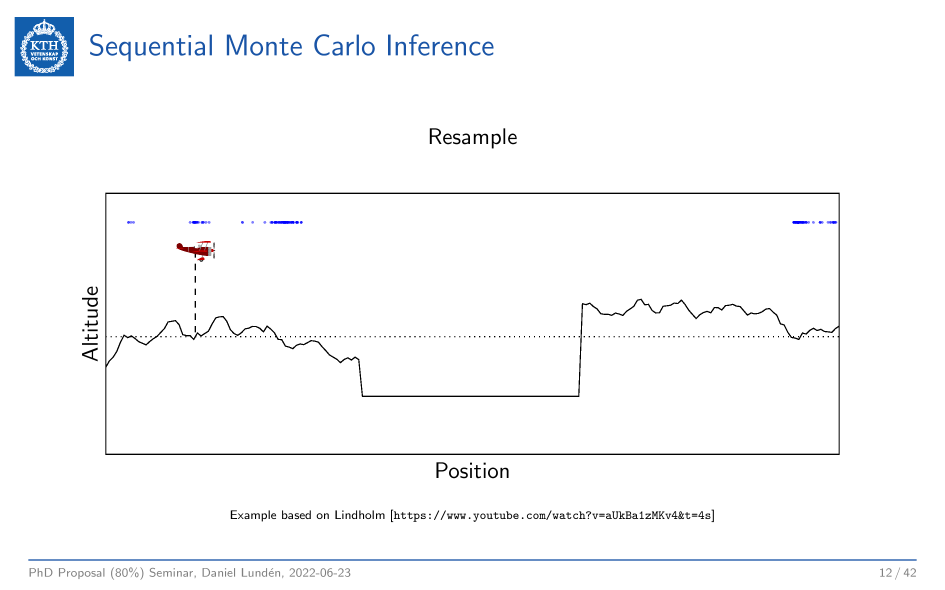 KTH
VETENSKAP
OCH KONST
Sequential Monte Carlo Inference
Resample
Altitude
Position
Example based on Lindholm [https://www.youtube.com/watch?v=aUkBa1zMKv4&t=4s]
PhD Proposal (80%) Seminar, Daniel Lundén, 2022-06-23
12 / 42